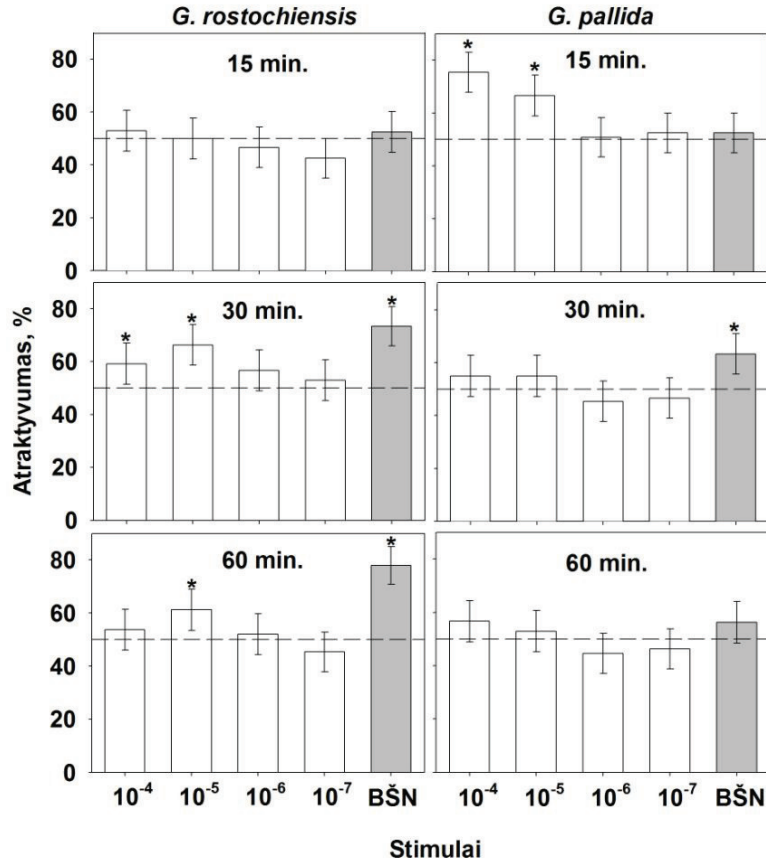 G. rostochiensis G. pallida
15 min. 15 min.
* *
80
60
40
20
0
30 min. 30 min.
* * * *
80
60
40
20
0
60 min. 60 min.
* *
80
60
40
20
0
Atraktyvumas, %
10⁻⁴ 10⁻⁵ 10⁻⁶ 10⁻⁷ BŠN 10⁻⁴ 10⁻⁵ 10⁻⁶ 10⁻⁷ BŠN
Stimulai